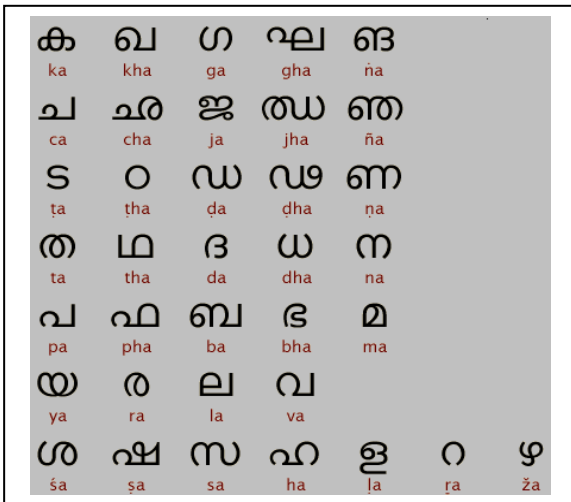 ക ഖ ഗ ഘ ങ
ka kha ga gha ṅa
ച ഛ ജ ഝ ഞ
ca cha ja jha ña
ട ഠ ഡ ഢ ണ
ṭa ṭha ḍa ḍha ṇa
ത ഥ ദ ധ ന
ta tha da dha na
പ ഫ ബ ഭ മ
pa pha ba bha ma
യ ര ല വ
ya ra la va
ശ ഷ സ ഹ ള റ ഴ
śa ṣa sa ha ḷa ṛa ža